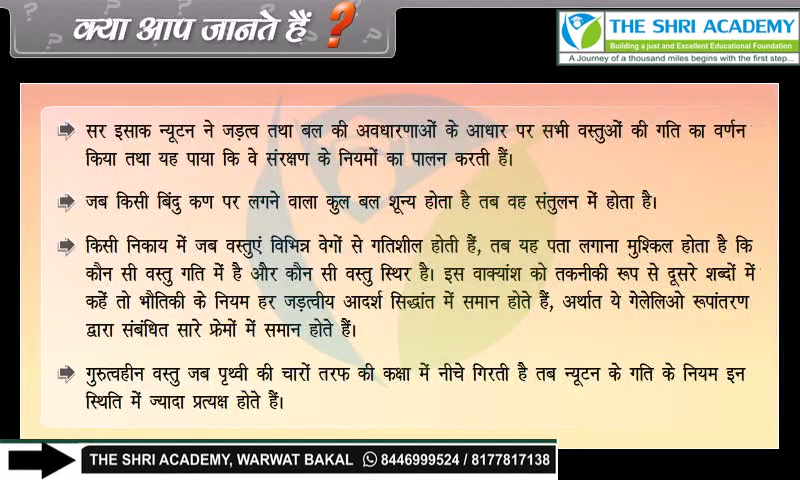 क्या आप जानते हैं ?
THE SHRI ACADEMY
Building a just and Excellent Educational Foundation
A Journey of a thousand miles begins with the first step...
सर इसाक न्यूटन ने जड़त्व तथा बल की अवधारणाओं के आधार पर सभी वस्तुओं की गति का वर्णन
किया तथा यह पाया कि वे संरक्षण के नियमों का पालन करती हैं।
जब किसी बिंदु कण पर लगने वाला कुल बल शून्य होता है तब वह संतुलन में होता है।
किसी निकाय में जब वस्तुएं विभिन्न वेगों से गतिशील होती हैं, तब यह पता लगाना मुश्किल होता है कि
कौन सी वस्तु गति में है और कौन सी वस्तु स्थिर है। इस वाक्यांश को तकनीकी रूप से दूसरे शब्दों में
कहें तो भौतिकी के नियम हर जड़त्वीय आदर्श सिद्धांत में समान होते हैं, अर्थात ये गेलेलिओ रूपांतरण
द्वारा संबंधित सारे फ्रेमों में समान होते हैं।
गुरुत्वहीन वस्तु जब पृथ्वी की चारों तरफ की कक्षा में नीचे गिरती है तब न्यूटन के गति के नियम इन
स्थिति में ज्यादा प्रत्यक्ष होते हैं।
THE SHRI ACADEMY, WARWAT BAKAL 8446999524 / 8177817138